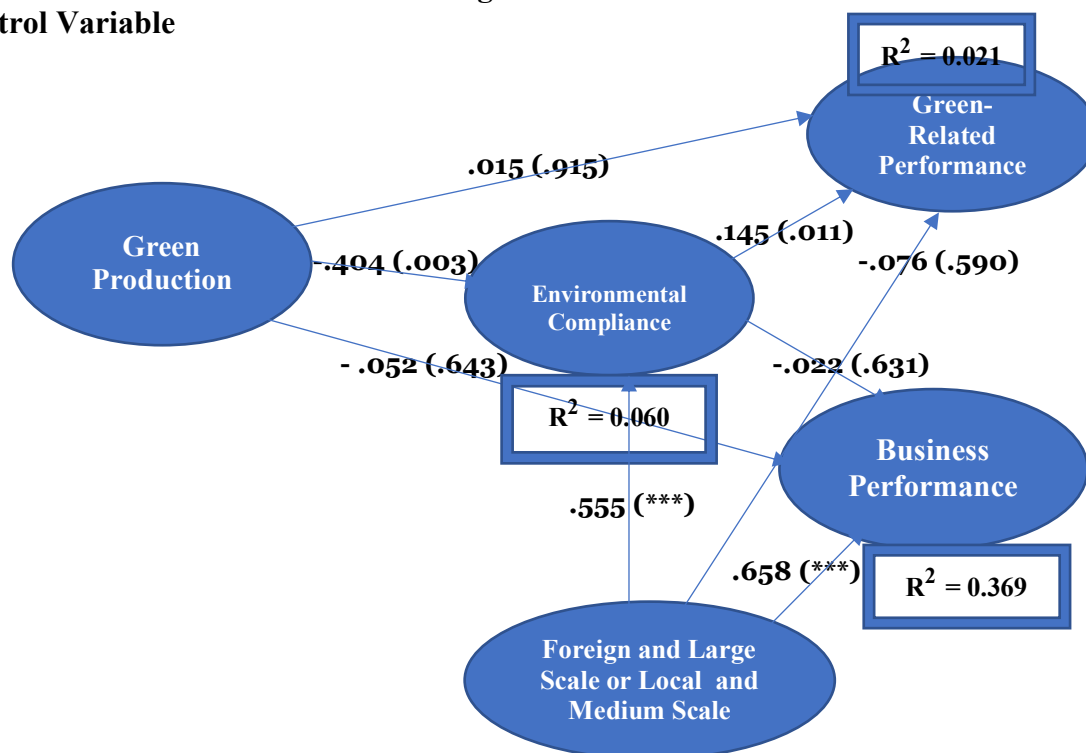 trol Variable
R2 = 0.021
Green-
Related
Performance
.015 (.915)
Green
Production
-.404 (.003)
Environmental
Compliance
.145 (.011)
-.076 (.590)
- .052 (.643)
-.022 (.631)
R2 = 0.060
Business
Performance
.555 (***)
.658 (***)
R2 = 0.369
Foreign and Large
Scale or Local and
Medium Scale